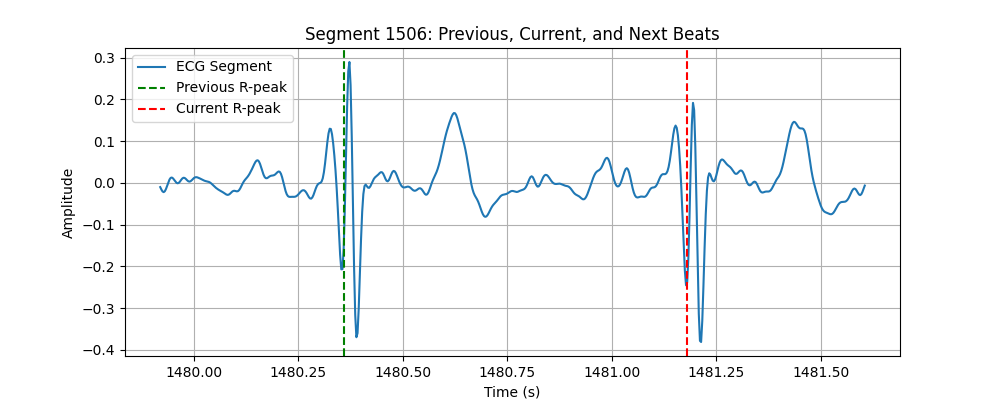 Segment 1506: Previous, Current, and Next Beats
ECG Segment
Previous R-peak
Current R-peak
Amplitude
0.3
0.2
0.1
0.0
−0.1
−0.2
−0.3
−0.4
1480.00 1480.25 1480.50 1480.75 1481.00 1481.25 1481.50
Time (s)